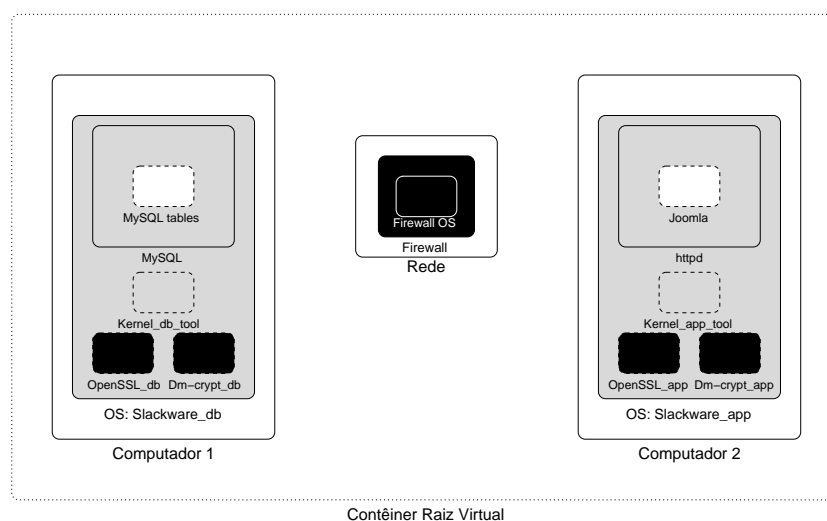 MySQL tables
MySQL
Kernel_db_tool
OpenSSL_db
Dm−crypt_db
OS: Slackware_db
Computador 1
Firewall OS
Firewall
Rede
Joomla
httpd
Kernel_app_tool
OpenSSL_app
Dm−crypt_app
OS: Slackware_app
Computador 2
Contêiner Raiz Virtual